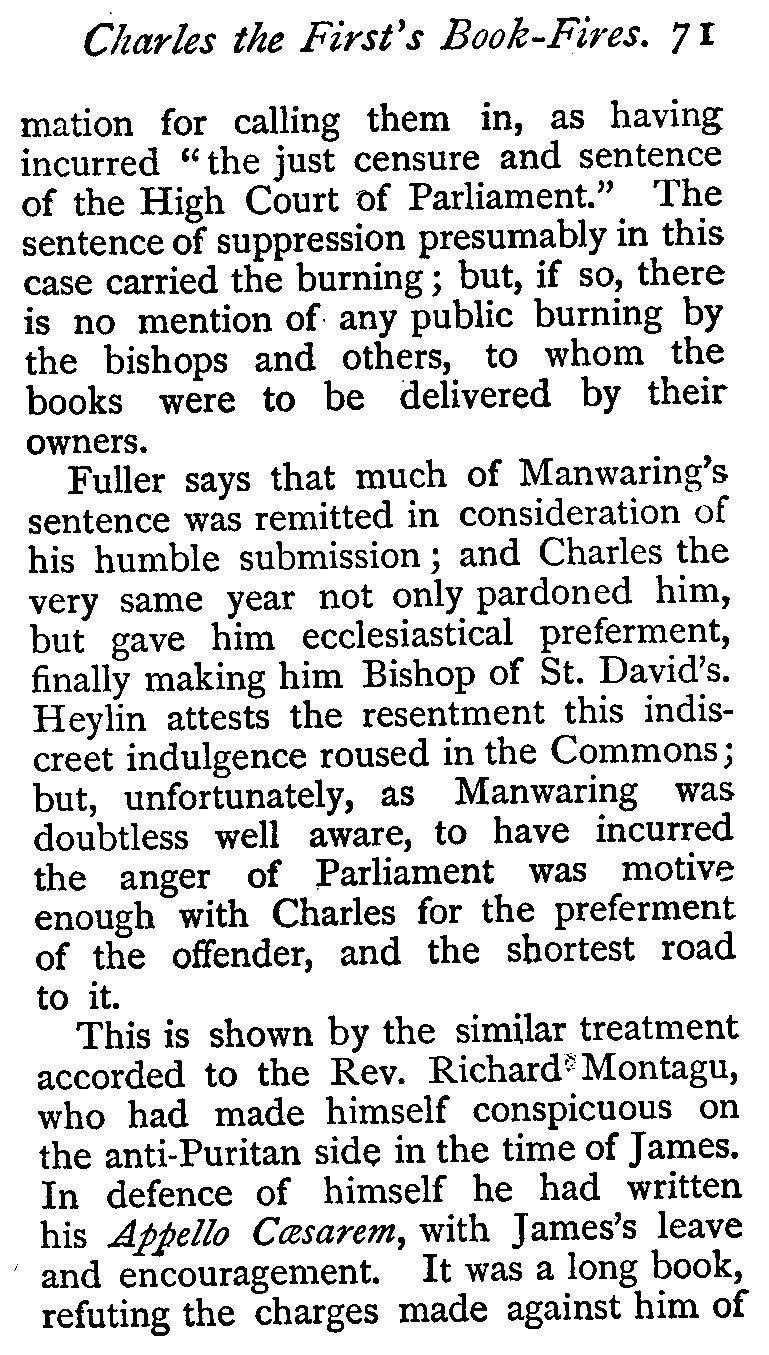 Charles the First's Book-Fires. 71
mation for calling them in, as having
incurred “the just censure and sentence
of the High Court of Parliament.” The
sentence of suppression presumably in this
case carried the burning; but, if so, there
is no mention of any public burning by
the bishops and others, to whom the
books were to be delivered by their
owners.
Fuller says that much of Manwaring's
sentence was remitted in consideration of
his humble submission; and Charles the
very same year not only pardoned him,
but gave him ecclesiastical preferment,
finally making him Bishop of St. David's.
Heylin attests the resentment this indis-
creet indulgence roused in the Commons;
but, unfortunately, as Manwaring was
doubtless well aware, to have incurred
the anger of Parliament was motive
enough with Charles for the preferment
of the offender, and the shortest road
to it.
This is shown by the similar treatment
accorded to the Rev. Richard Montagu,
who had made himself conspicuous on
the anti-Puritan side in the time of James.
In defence of himself he had written
his Appello Cæsarem, with James's leave
and encouragement. It was a long book,
refuting the charges made against him of